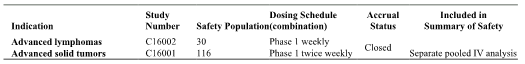 Indication Study Number Safety Population Dosing Schedule (combination) Accrual Status Included in Summary of Safety
Advanced lymphomas C16002 30 Phase 1 weekly Closed
Advanced solid tumors C16001 116 Phase 1 twice weekly Separate pooled IV analysis